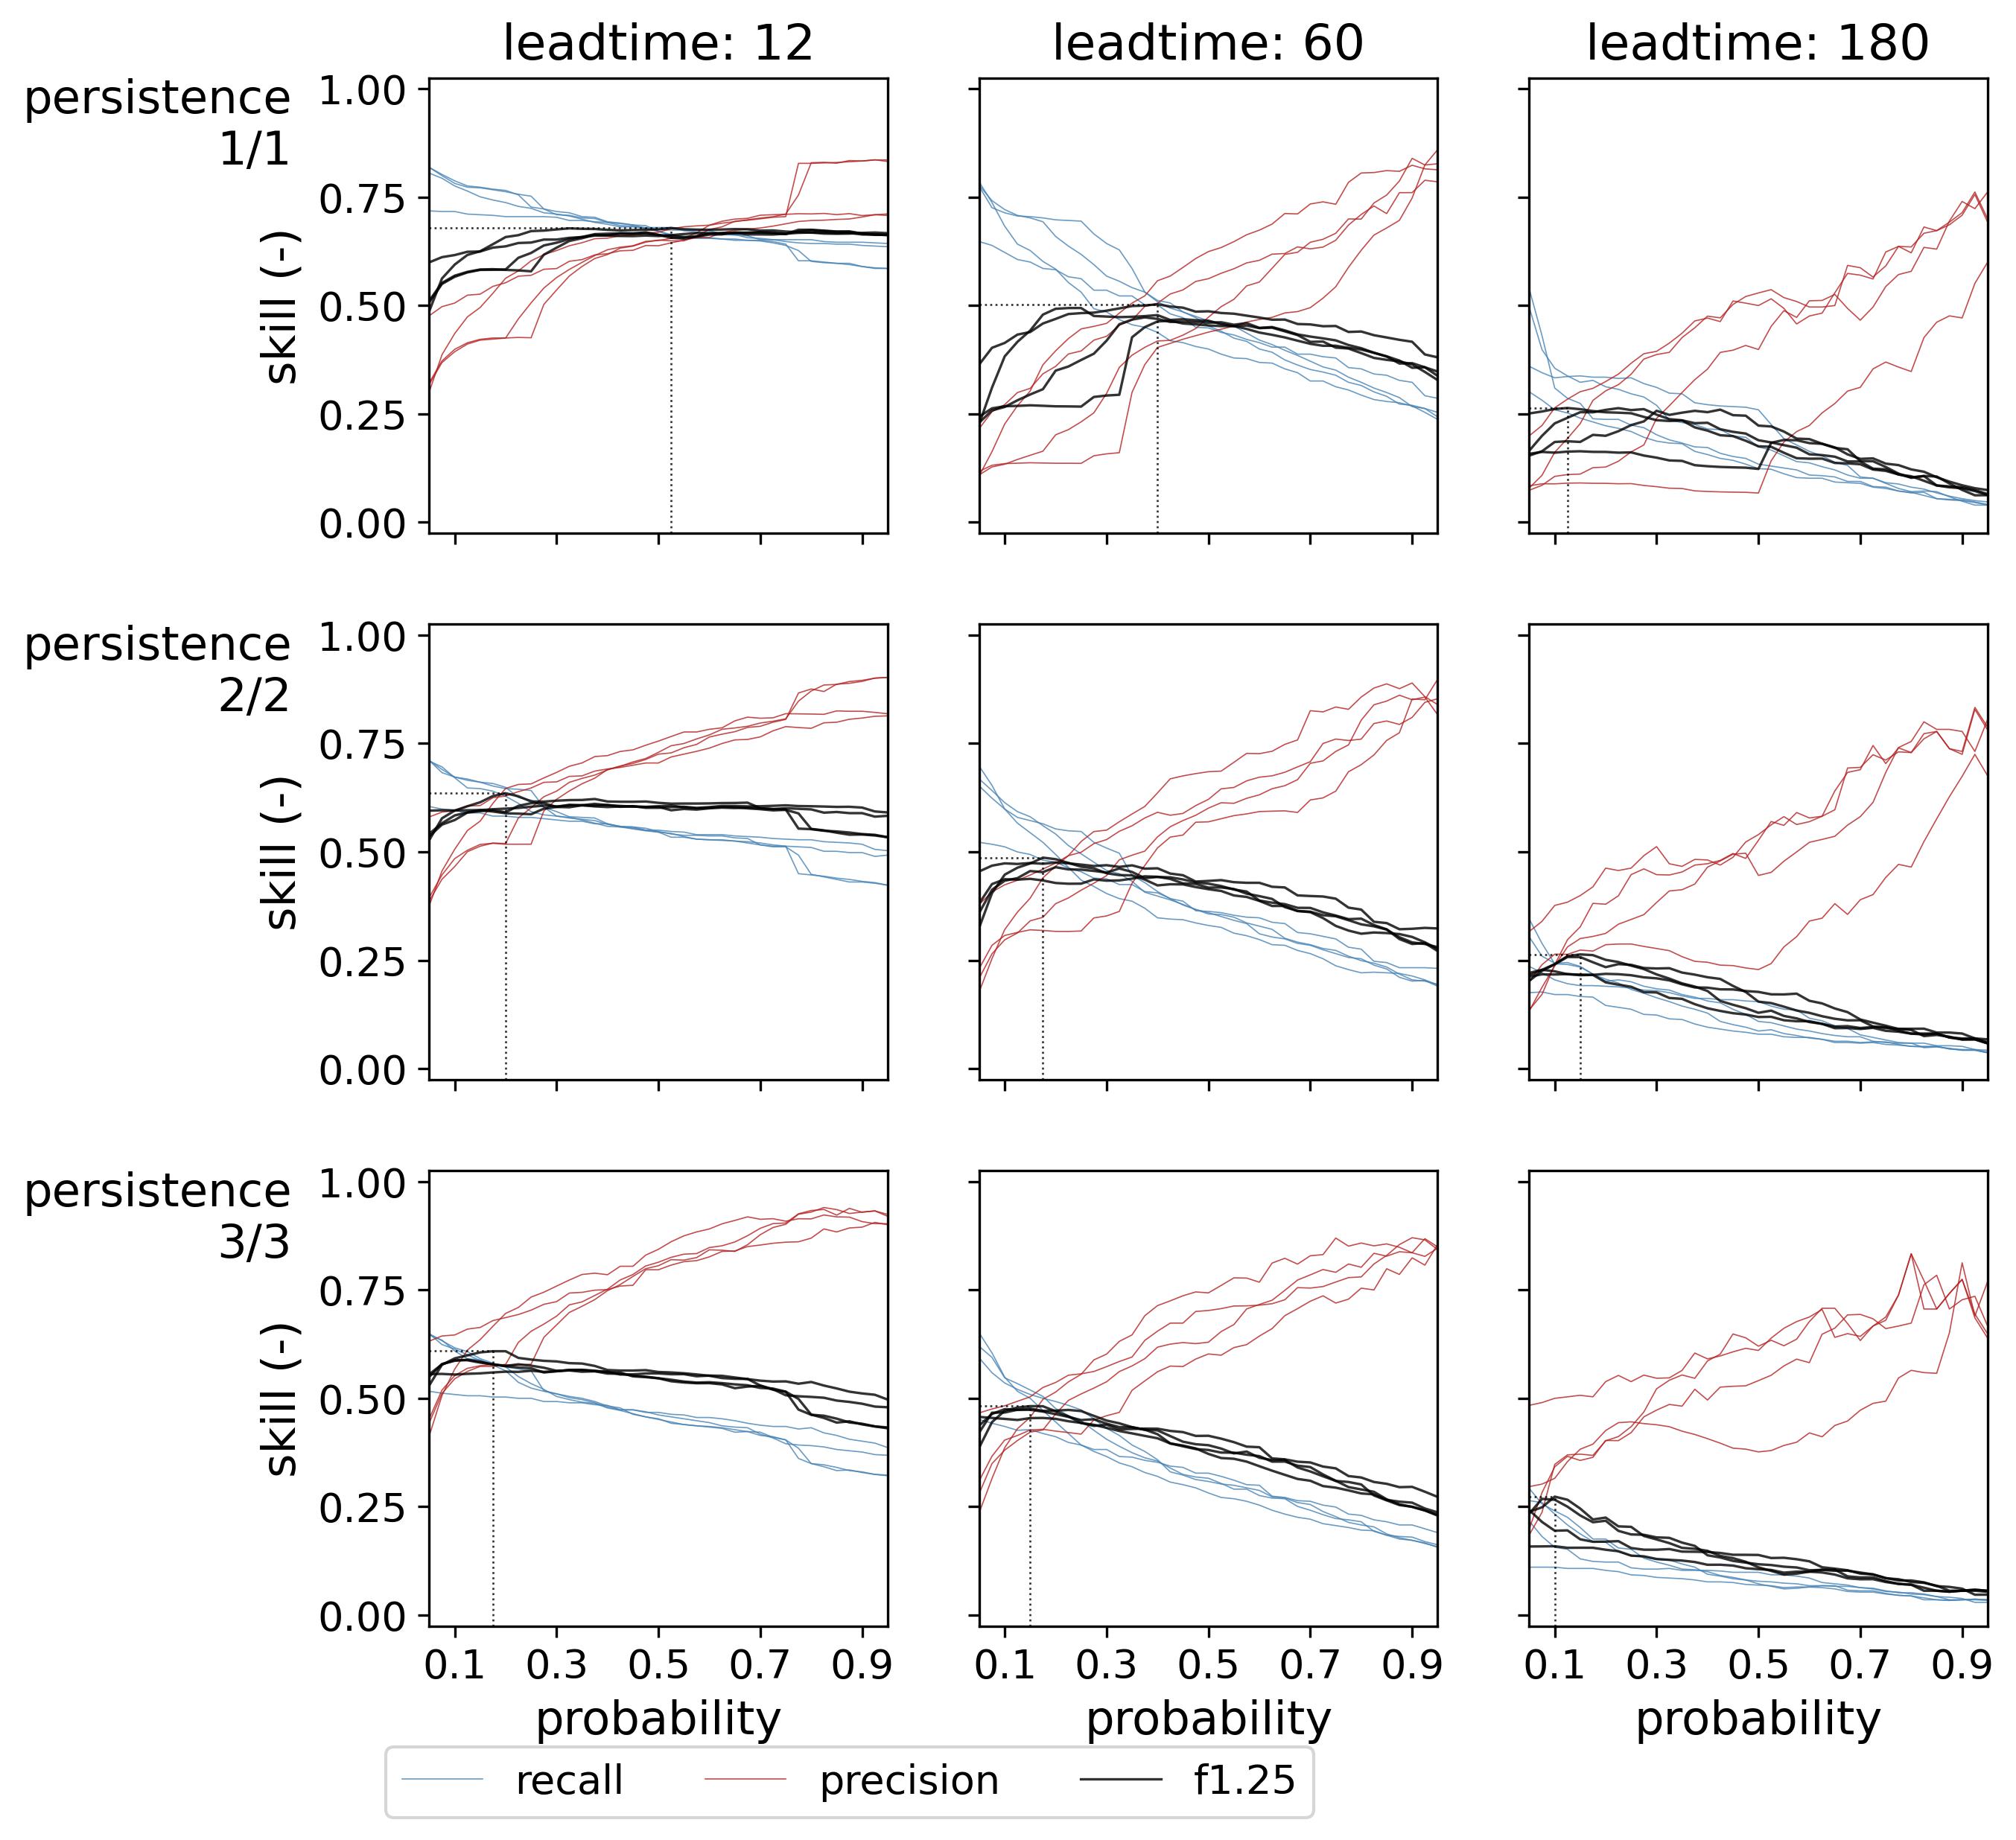 leadtime: 12 leadtime: 60 leadtime: 180
persistence
1/1
1.00
0.75
0.50
0.25
0.00
skill (-)
persistence
2/2
1.00
0.75
0.50
0.25
0.00
skill (-)
persistence
3/3
1.00
0.75
0.50
0.25
0.00
skill (-)
0.1 0.3 0.5 0.7 0.9 0.1 0.3 0.5 0.7 0.9 0.1 0.3 0.5 0.7 0.9
probability probability probability
recall precision f1.25